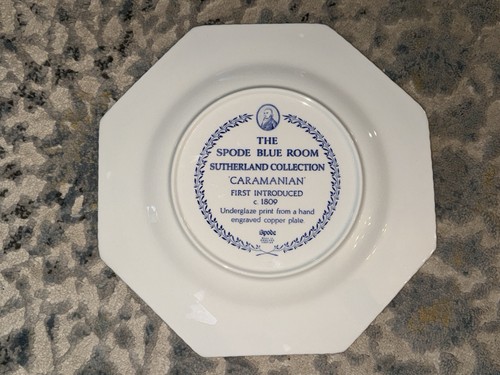 THE
SPODE BLUE ROOM
SUTHERLAND COLLECTION
'CARAMANIAN'
FIRST INTRODUCED
c. 1809
Underglaze print from a hand
engraved copper plate
Spode